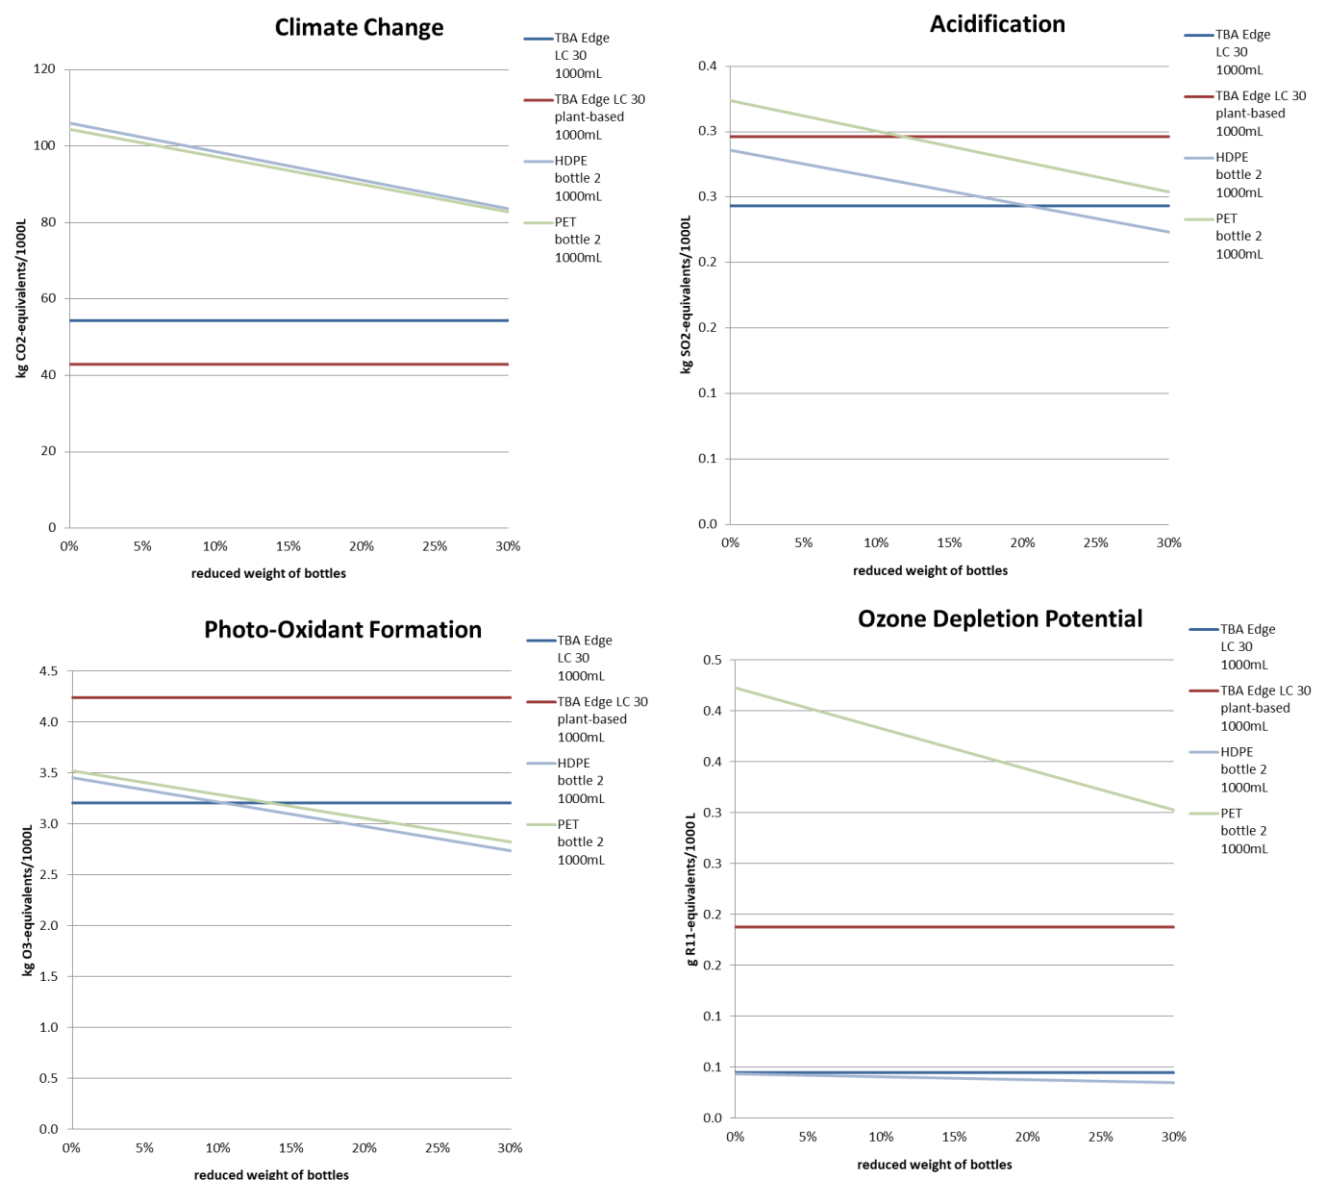 Climate Change
TBA Edge
LC 30
1000mL
TBA Edge LC 30
plant-based
1000mL
HDPE
bottle 2
1000mL
PET
bottle 2
1000mL
kg CO2-equivalents/1000L
120
100
80
60
40
20
0
0% 5% 10% 15% 20% 25% 30%
reduced weight of bottles
Acidification
TBA Edge
LC 30
1000mL
TBA Edge LC 30
plant-based
1000mL
HDPE
bottle 2
1000mL
PET
bottle 2
1000mL
kg SO2-equivalents/1000L
0.4
0.3
0.3
0.2
0.2
0.1
0.1
0.0
0% 5% 10% 15% 20% 25% 30%
reduced weight of bottles
Photo-Oxidant Formation
TBA Edge
LC 30
1000mL
TBA Edge LC 30
plant-based
1000mL
HDPE
bottle 2
1000mL
PET
bottle 2
1000mL
kg O3-equivalents/1000L
4.5
4.0
3.5
3.0
2.5
2.0
1.5
1.0
0.5
0.0
0% 5% 10% 15% 20% 25% 30%
reduced weight of bottles
Ozone Depletion Potential
TBA Edge
LC 30
1000mL
TBA Edge LC 30
plant-based
1000mL
HDPE
bottle 2
1000mL
PET
bottle 2
1000mL
g R11-equivalents/1000 L
0.5
0.4
0.4
0.3
0.3
0.2
0.2
0.1
0.1
0.0
0% 5% 10% 15% 20% 25% 30%
reduced weight of bottles